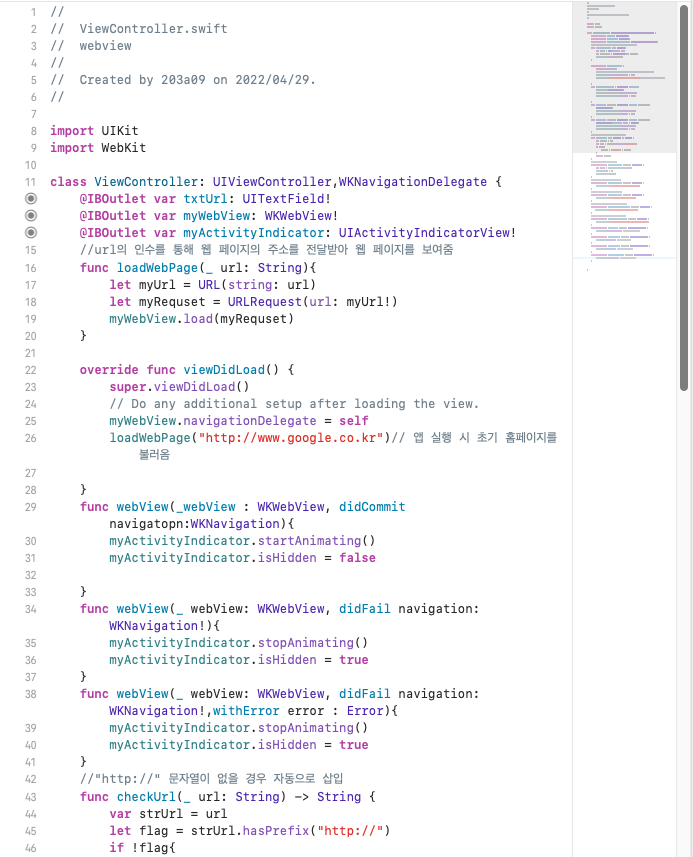 1 //
2 //  ViewController.swift
3 //  webview
4 //
5 //  Created by 203a09 on 2022/04/29.
6 //
7
8 import UIKit
9 import WebKit
10
11 class ViewController: UIViewController,WKNavigationDelegate {
@IBOutlet var txtUrl: UITextField!
@IBOutlet var myWebView: WKWebView!
@IBOutlet var myActivityIndicator: UIActivityIndicatorView!
15 //url의 인수를 통해 웹 페이지의 주소를 전달받아 웹 페이지를 보여줌
16 func loadWebPage(_ url: String){
17 let myUrl = URL(string: url)
18 let myRequset = URLRequest(url: myUrl!)
19 myWebView.load(myRequset)
20 }
21
22 override func viewDidLoad() {
23 super.viewDidLoad()
24 // Do any additional setup after loading the view.
25 myWebView.navigationDelegate = self
26 loadWebPage("http://www.google.co.kr")// 앱 실행 시 초기 홈페이지를
불러옴
27
28 }
29 func webView(_webView : WKWebView, didCommit
navigatopn:WKNavigation){
30 myActivityIndicator.startAnimating()
31 myActivityIndicator.isHidden = false
32
33 }
34 func webView(_ webView: WKWebView, didFail navigation:
WKNavigation!){
35 myActivityIndicator.stopAnimating()
36 myActivityIndicator.isHidden = true
37 }
38 func webView(_ webView: WKWebView, didFail navigation:
WKNavigation!,withError error : Error){
39 myActivityIndicator.stopAnimating()
40 myActivityIndicator.isHidden = true
41 }
42 //"http://" 문자열이 없을 경우 자동으로 삽입
43 func checkUrl(_ url: String) -> String {
44 var strUrl = url
45 let flag = strUrl.hasPrefix("http://")
46 if !flag{